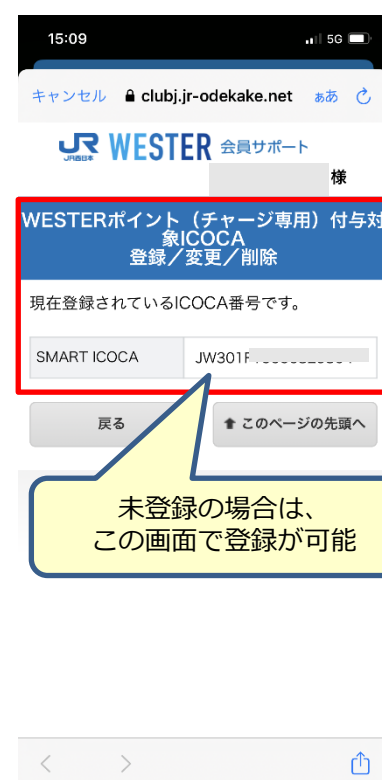 15:09
5G
キャンセル
clubj.jr-odekake.net
ぁあ
JR
JR西日本
WESTER 会員サポート
様
WESTERポイント（チャージ専用）付与対
象ICOCA
登録／変更／削除
現在登録されているICOCA番号です。
SMART ICOCA
JW301
戻る
このページの先頭へ
未登録の場合は、
この画面で登録が可能